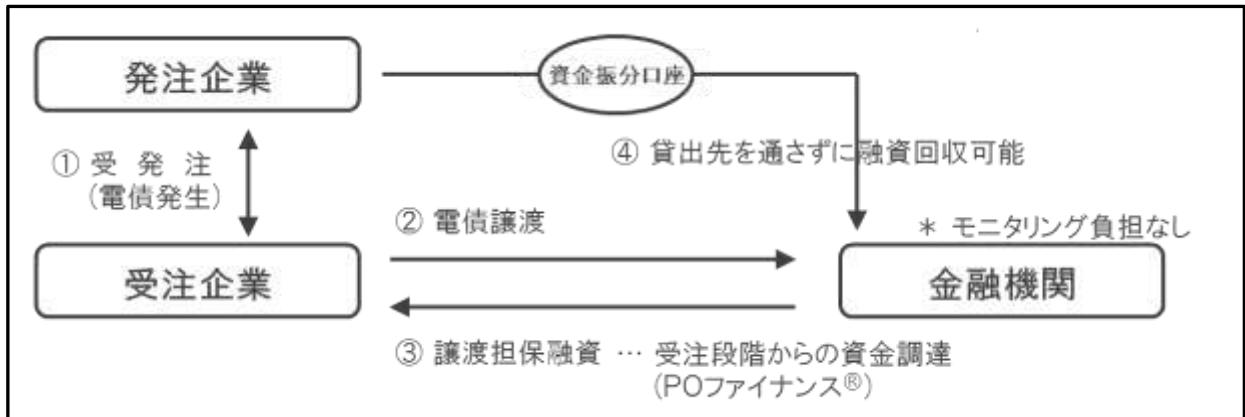 発注企業
資金振分口座
① 受 発 注
（電債発生）
④ 貸出先を通さずに融資回収可能
② 電債譲渡
＊ モニタリング負担なし
受注企業
金融機関
③ 譲渡担保融資 … 受注段階からの資金調達
（POファイナンス®）